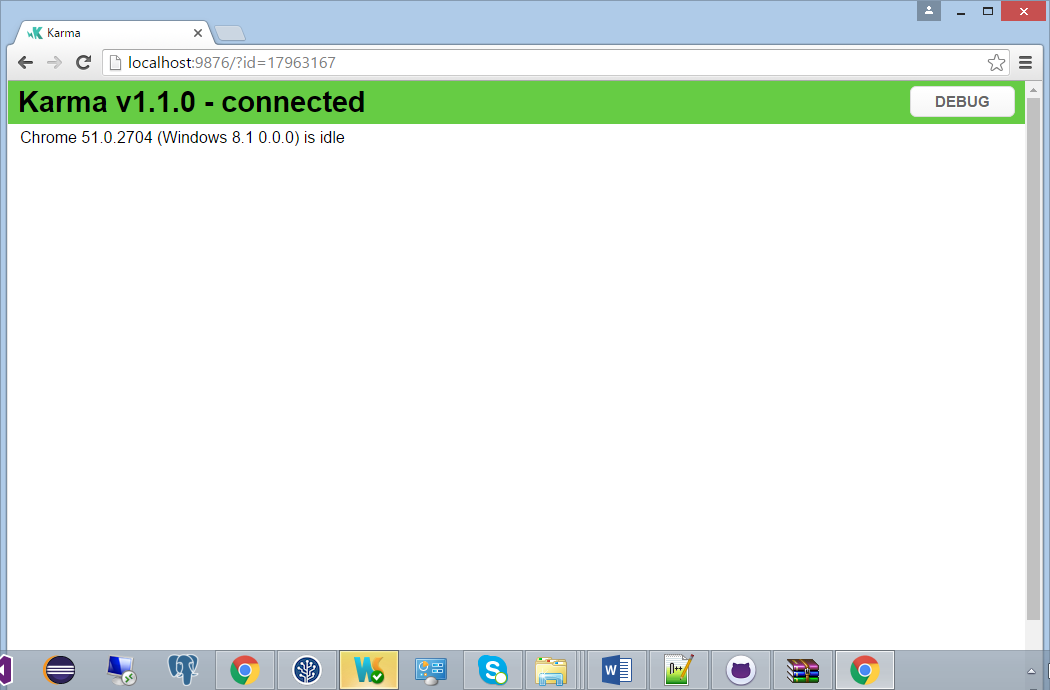 Karma
localhost:9876/?id=17963167
Karma v1.1.0 - connected
DEBUG
Chrome 51.0.2704 (Windows 8.1 0.0.0) is idle